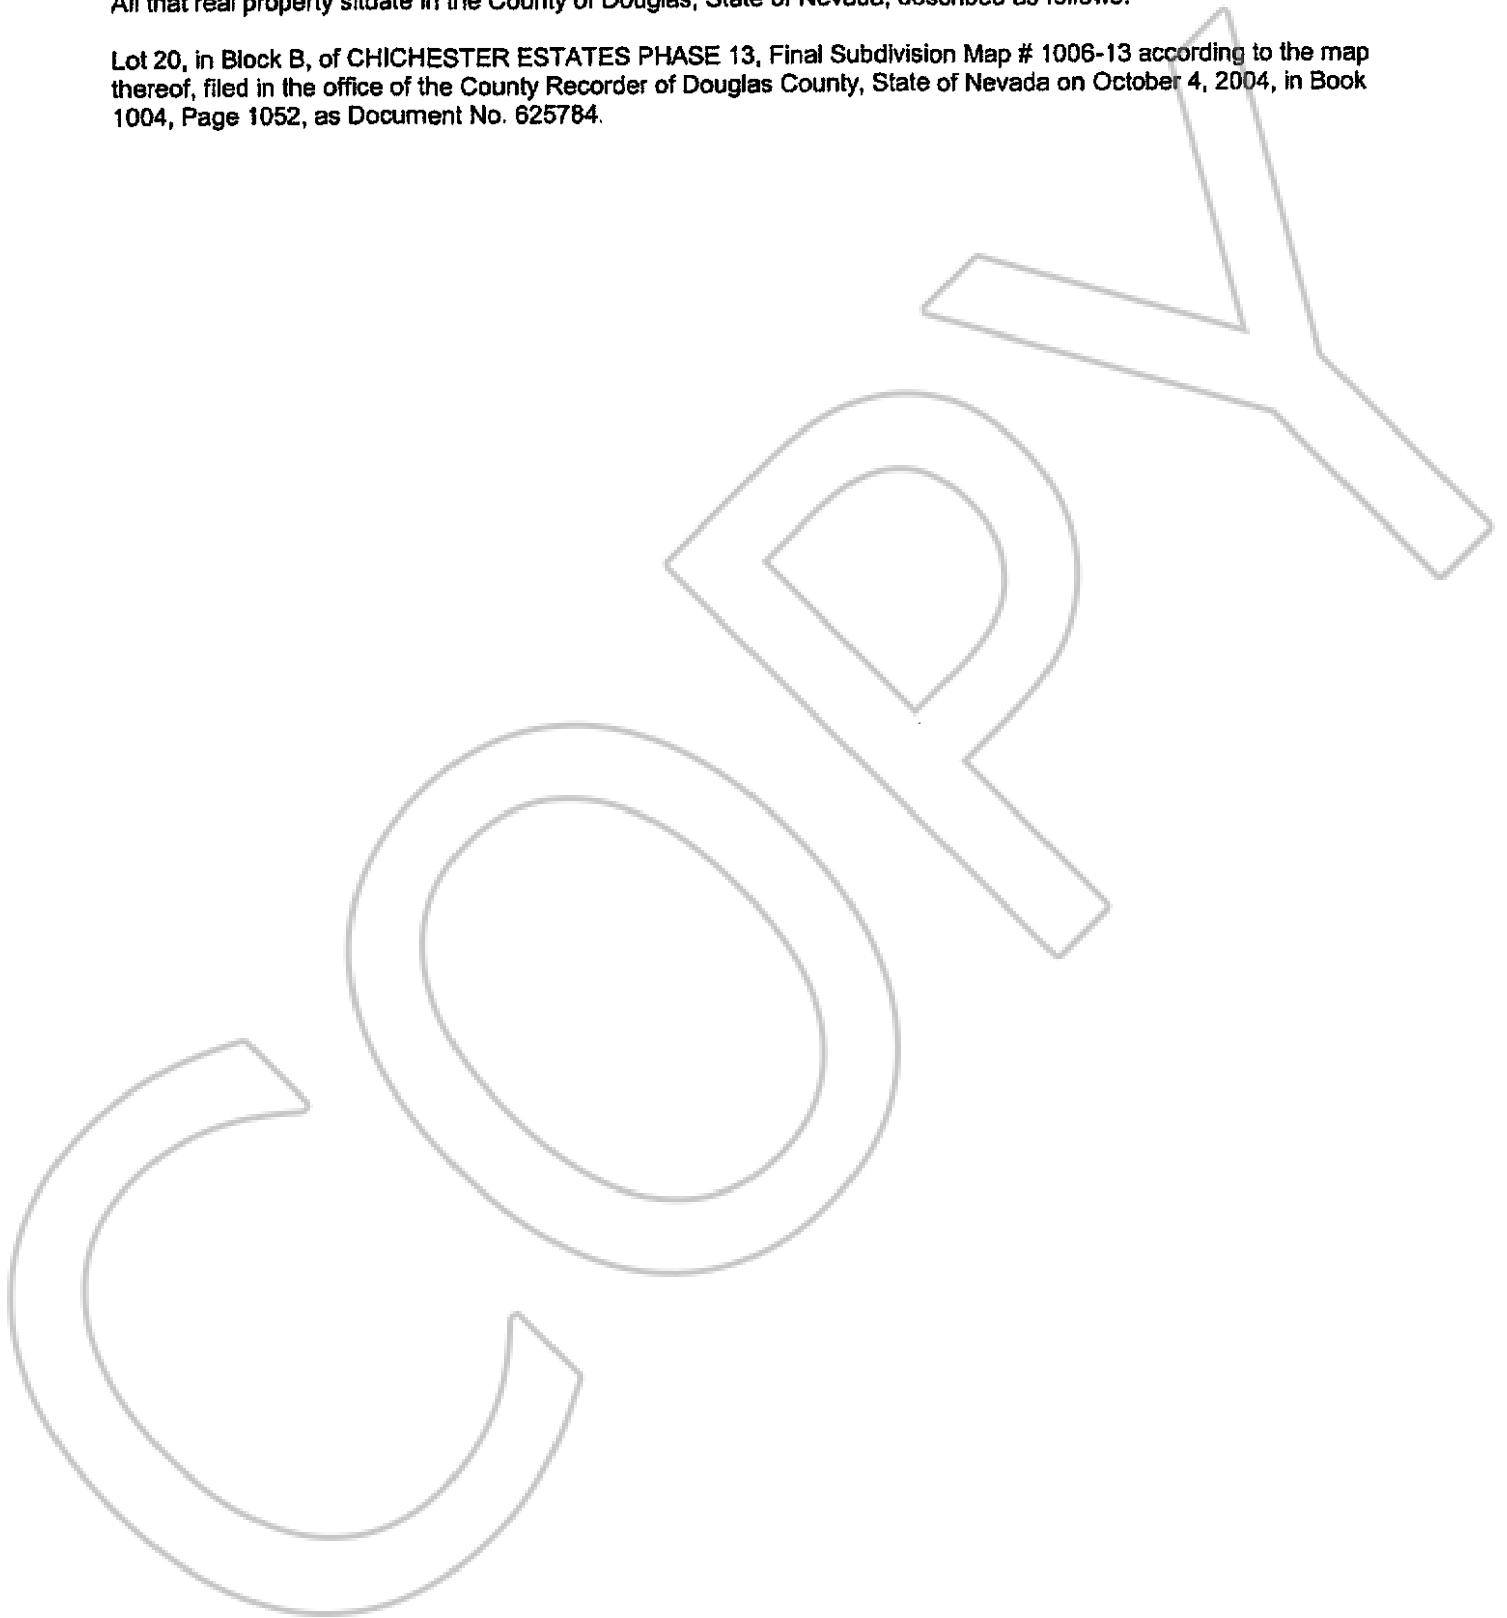 All that real property situate in the County of Douglas, State of Nevada, described as follows:
Lot 20, in Block B, of CHICHESTER ESTATES PHASE 13, Final Subdivision Map # 1006-13 according to the map
thereof, filed in the office of the County Recorder of Douglas County, State of Nevada on October 4, 2004, in Book
1004, Page 1052, as Document No. 625784.
COPY